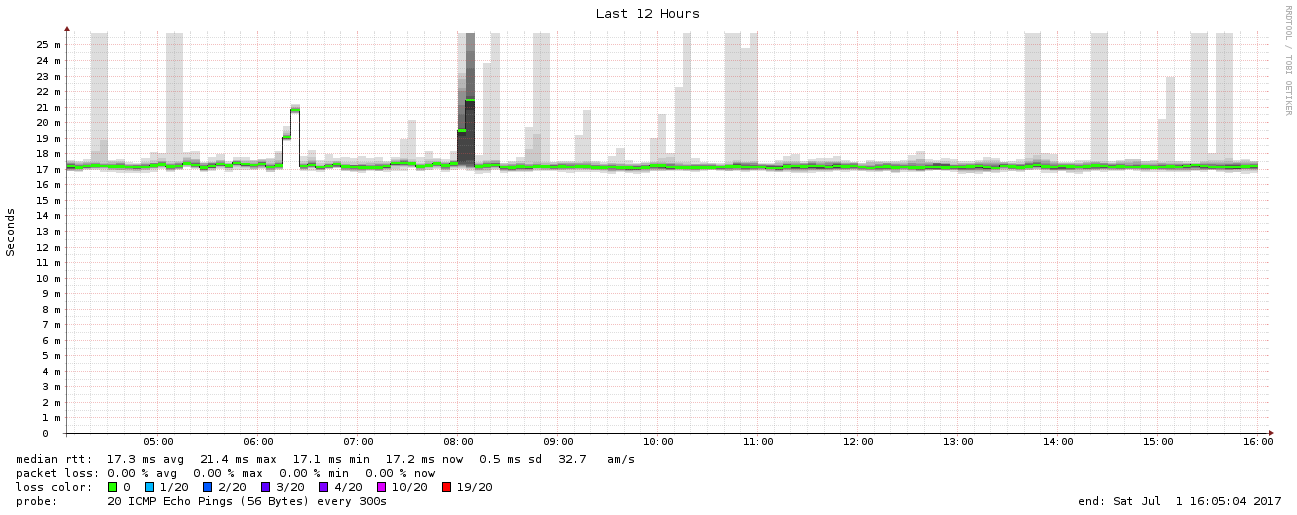 Last 12 Hours
RRDTOOL / TOBI OETIKER
Seconds
25 m
24 m
23 m
22 m
21 m
20 m
19 m
18 m
17 m
16 m
15 m
14 m
13 m
12 m
11 m
10 m
9 m
8 m
7 m
6 m
5 m
4 m
3 m
2 m
1 m
0
05:00 06:00 07:00 08:00 09:00 10:00 11:00 12:00 13:00 14:00 15:00 16:00
median rtt: 17.3 ms avg 21.4 ms max 17.1 ms min 17.2 ms now 0.5 ms sd 32.7 am/s
packet loss: 0.00 % avg 0.00 % max 0.00 % min 0.00 % now
loss color: 0 1/20 2/20 3/20 4/20 10/20 19/20
probe: 20 ICMP Echo Pings (56 Bytes) every 300s end: Sat Jul 1 16:05:04 2017